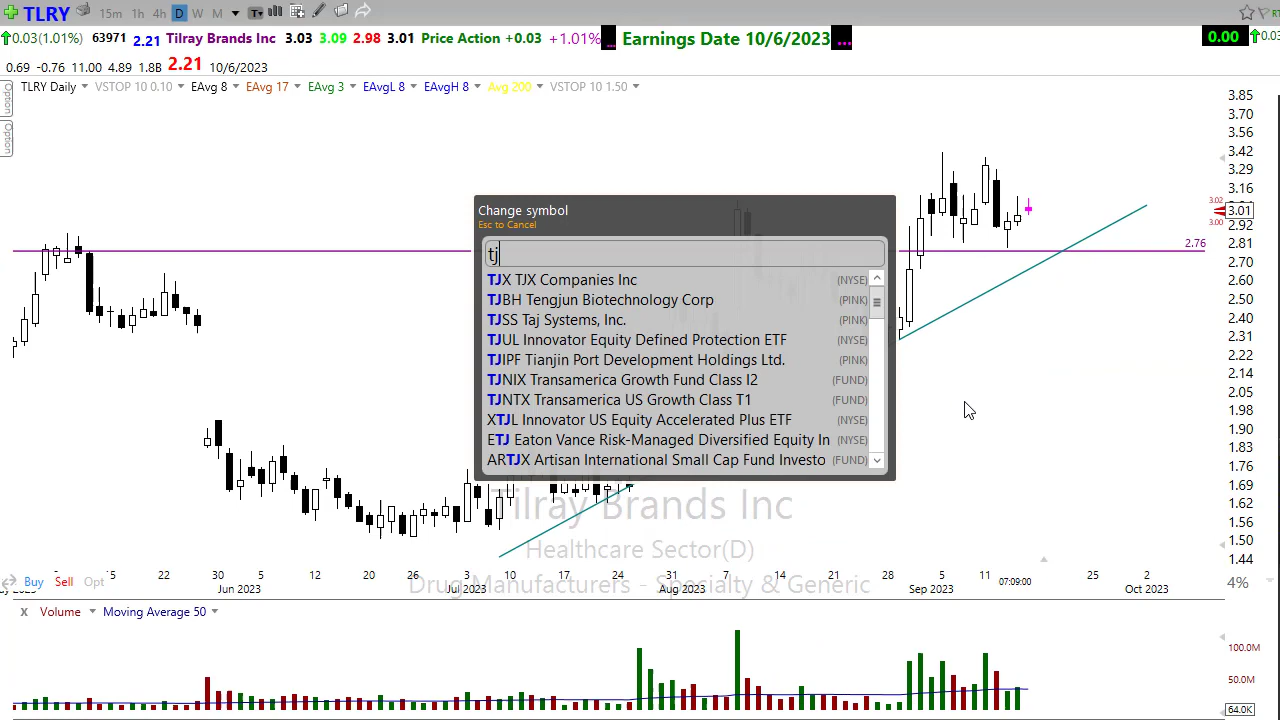 TLRY 15m 1h 4h D W M T
0.03(1.01%) 63971 2.21 Tilray Brands Inc 3.03 3.09 2.98 3.01 Price Action +0.03 +1.01% ... Earnings Date 10/6/2023 ... 0.00 0.03
0.69 -0.76 11.00 4.89 1.8B 2.21 10/6/2023
TLRY Daily VSTOP 10 0.10 EAvg 8 EAvg 17 EAvg 3 EAvgL 8 EAvgH 8 Avg 200 VSTOP 10 1.50
Option
Option
3.85
3.70
3.56
3.42
3.29
3.16
3.02
3.01
3.00
2.92
2.81
2.76
2.70
2.60
2.50
2.40
2.31
2.22
2.14
2.05
1.98
1.90
1.83
1.76
1.69
1.62
1.56
1.50
1.44
Change symbol
Esc to Cancel
tj
TJX TJX Companies Inc (NYSE)
TJBH Tengjun Biotechnology Corp (PINK)
TJSS Taj Systems, Inc. (PINK)
TJUL Innovator Equity Defined Protection ETF (NYSE)
TJIPF Tianjin Port Development Holdings Ltd. (PINK)
TJNIX Transamerica Growth Fund Class I2 (FUND)
TJNTX Transamerica US Growth Class T1 (FUND)
XTJL Innovator US Equity Accelerated Plus ETF (NYSE)
ETJ Eaton Vance Risk-Managed Diversified Equity In (NYSE)
ARTJX Artisan International Small Cap Fund Investo (FUND)
Tilray Brands Inc
Healthcare Sector(D)
Drug Manufacturers - Specialty & Generic
Buy Sell Opt
15 22 30 5 12 20 26 3 10 17 24 31 7 14 21 28 5 11 07:09:00 25 2
y 2023 Jun 2023 Jul 2023 Aug 2023 Sep 2023 Oct 2023
4%
x Volume Moving Average 50
100.0M
50.0M
64.0K